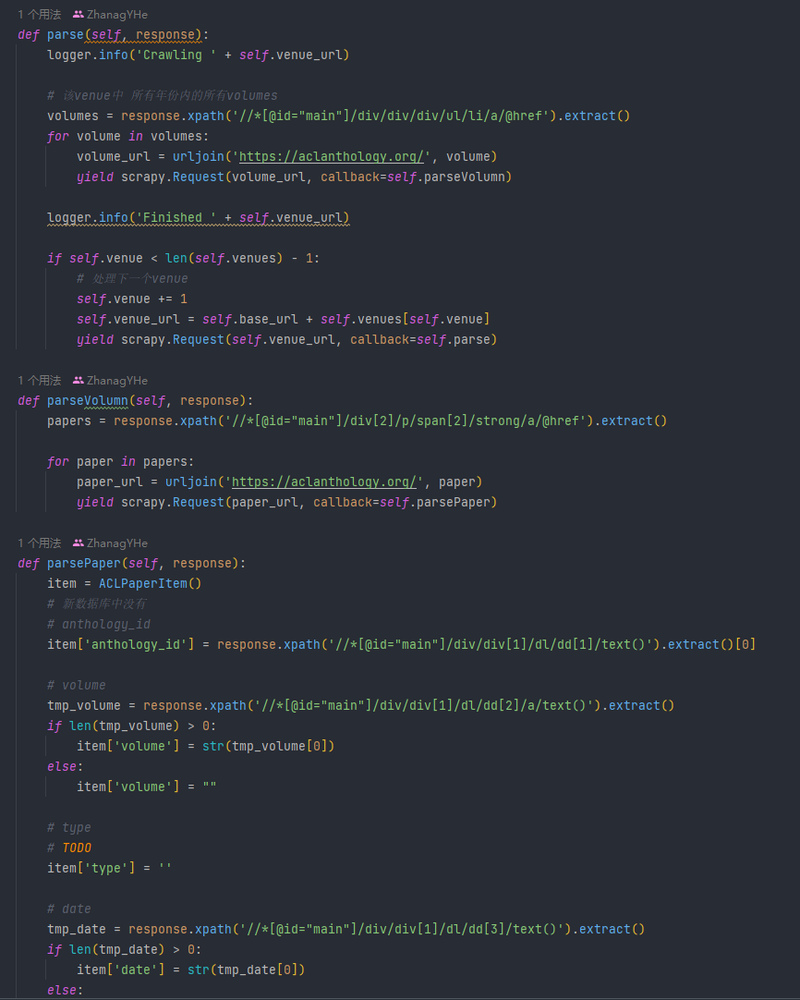 1 个用法 ZhanagYHe
def parse(self, response):
    logger.info('Crawling ' + self.venue_url)
    # 该venue中 所有年份内的所有volumes
    volumes = response.xpath('//*[@id="main"]/div/div/div/ul/li/a/@href').extract()
    for volume in volumes:
        volume_url = urljoin('https://aclanthology.org/', volume)
        yield scrapy.Request(volume_url, callback=self.parseVolumn)
    logger.info('Finished ' + self.venue_url)
    if self.venue < len(self.venues) - 1:
        # 处理下一个venue
        self.venue += 1
        self.venue_url = self.base_url + self.venues[self.venue]
        yield scrapy.Request(self.venue_url, callback=self.parse)
1 个用法 ZhanagYHe
def parseVolumn(self, response):
    papers = response.xpath('//*[@id="main"]/div[2]/p/span[2]/strong/a/@href').extract()
    for paper in papers:
        paper_url = urljoin('https://aclanthology.org/', paper)
        yield scrapy.Request(paper_url, callback=self.parsePaper)
1 个用法 ZhanagYHe
def parsePaper(self, response):
    item = ACLPaperItem()
    # 新数据库中没有
    # anthology_id
    item['anthology_id'] = response.xpath('//*[@id="main"]/div/div[1]/dl/dd[1]/text()').extract()[0]
    # volume
    tmp_volume = response.xpath('//*[@id="main"]/div/div[1]/dl/dd[2]/a/text()').extract()
    if len(tmp_volume) > 0:
        item['volume'] = str(tmp_volume[0])
    else:
        item['volume'] = ""
    # type
    # TODO
    item['type'] = ''
    # date
    tmp_date = response.xpath('//*[@id="main"]/div/div[1]/dl/dd[3]/text()').extract()
    if len(tmp_date) > 0:
        item['date'] = str(tmp_date[0])
    else: